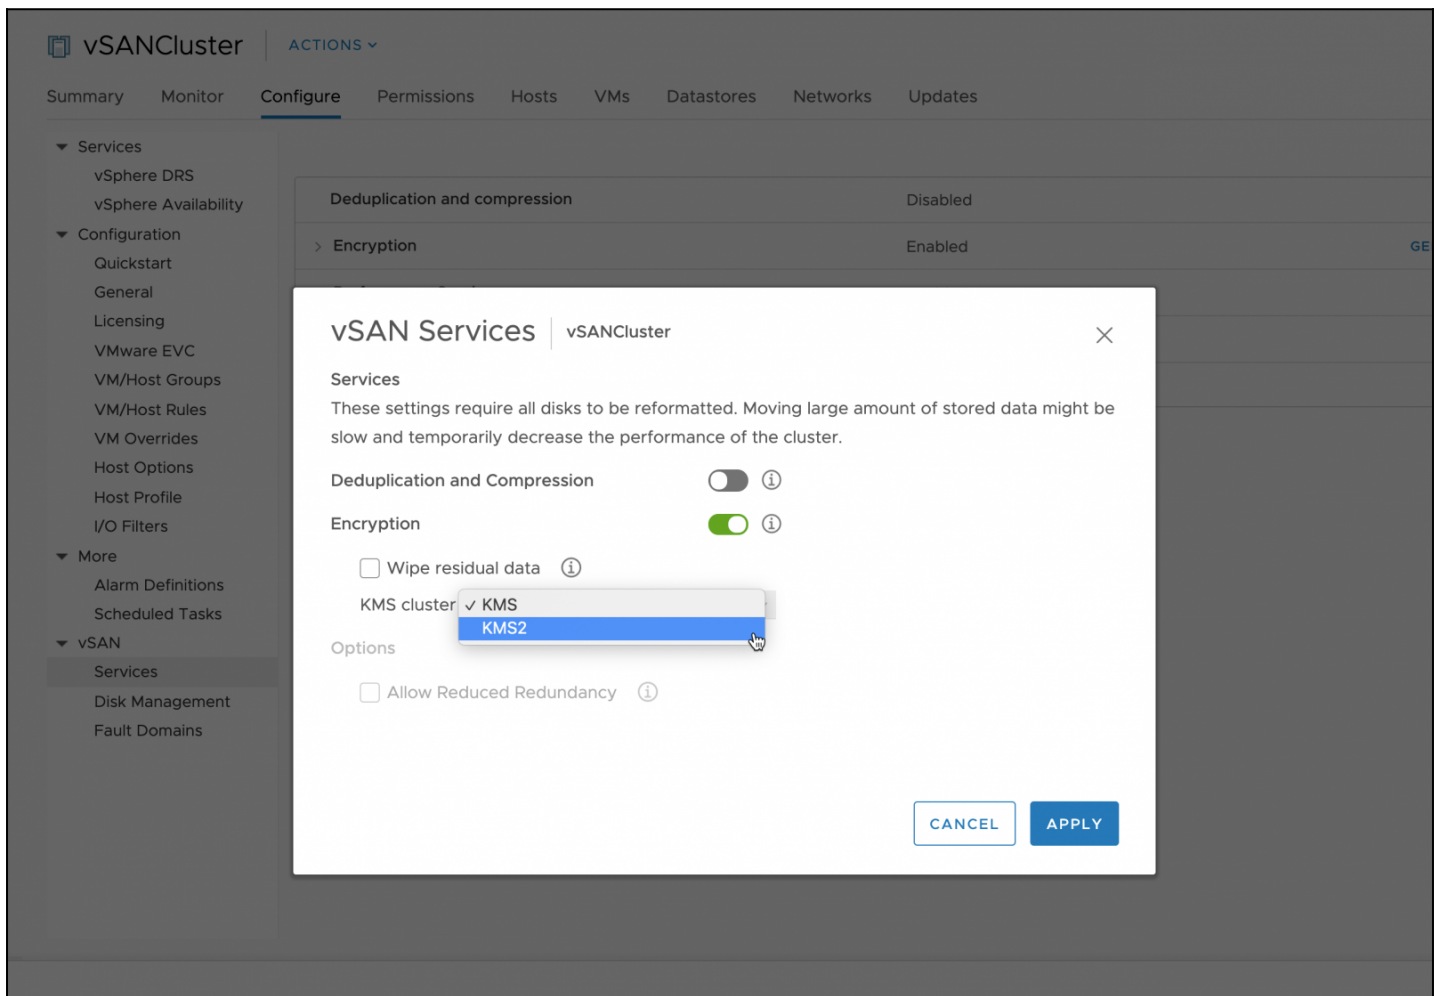 vSANCluster
ACTIONS
Summary Monitor Configure Permissions Hosts VMs Datastores Networks Updates
Services
vSphere DRS
vSphere Availability
Configuration
Quickstart
General
Licensing
VMware EVC
VM/Host Groups
VM/Host Rules
VM Overrides
Host Options
Host Profile
I/O Filters
More
Alarm Definitions
Scheduled Tasks
vSAN
Services
Disk Management
Fault Domains
Deduplication and compression Disabled
Encryption Enabled GE
vSAN Services vSANCluster
Services
These settings require all disks to be reformatted. Moving large amount of stored data might be
slow and temporarily decrease the performance of the cluster.
Deduplication and Compression
Encryption
Wipe residual data
KMS cluster KMS
KMS2
Options
Allow Reduced Redundancy
CANCEL APPLY